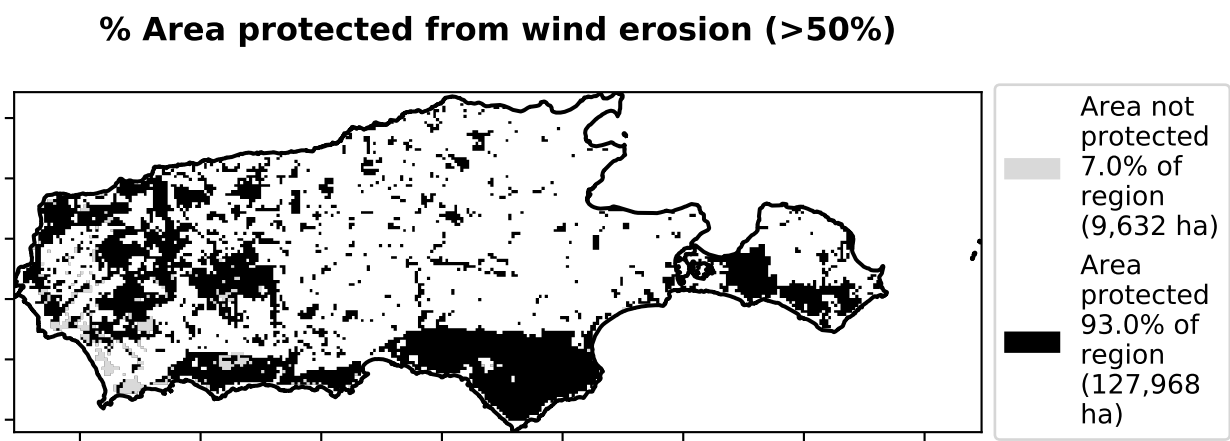 % Area protected from wind erosion (>50%)
Area not
protected
7.0% of
region
(9,632 ha)
Area
protected
93.0% of
region
(127,968
ha)